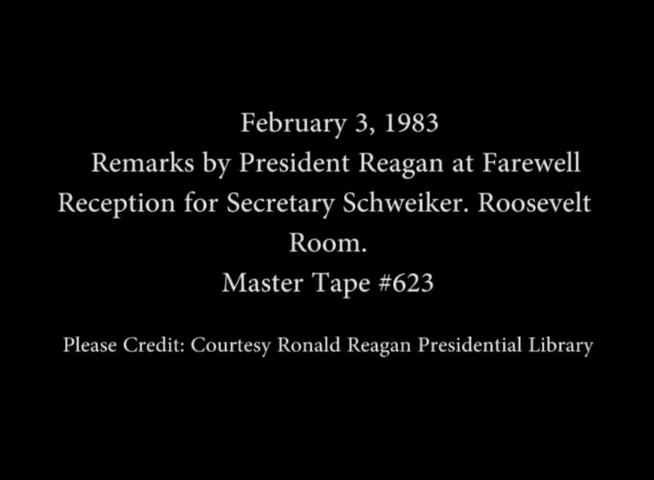 February 3, 1983
Remarks by President Reagan at Farewell
Reception for Secretary Schweiker. Roosevelt
Room.
Master Tape #623
Please Credit: Courtesy Ronald Reagan Presidential Library